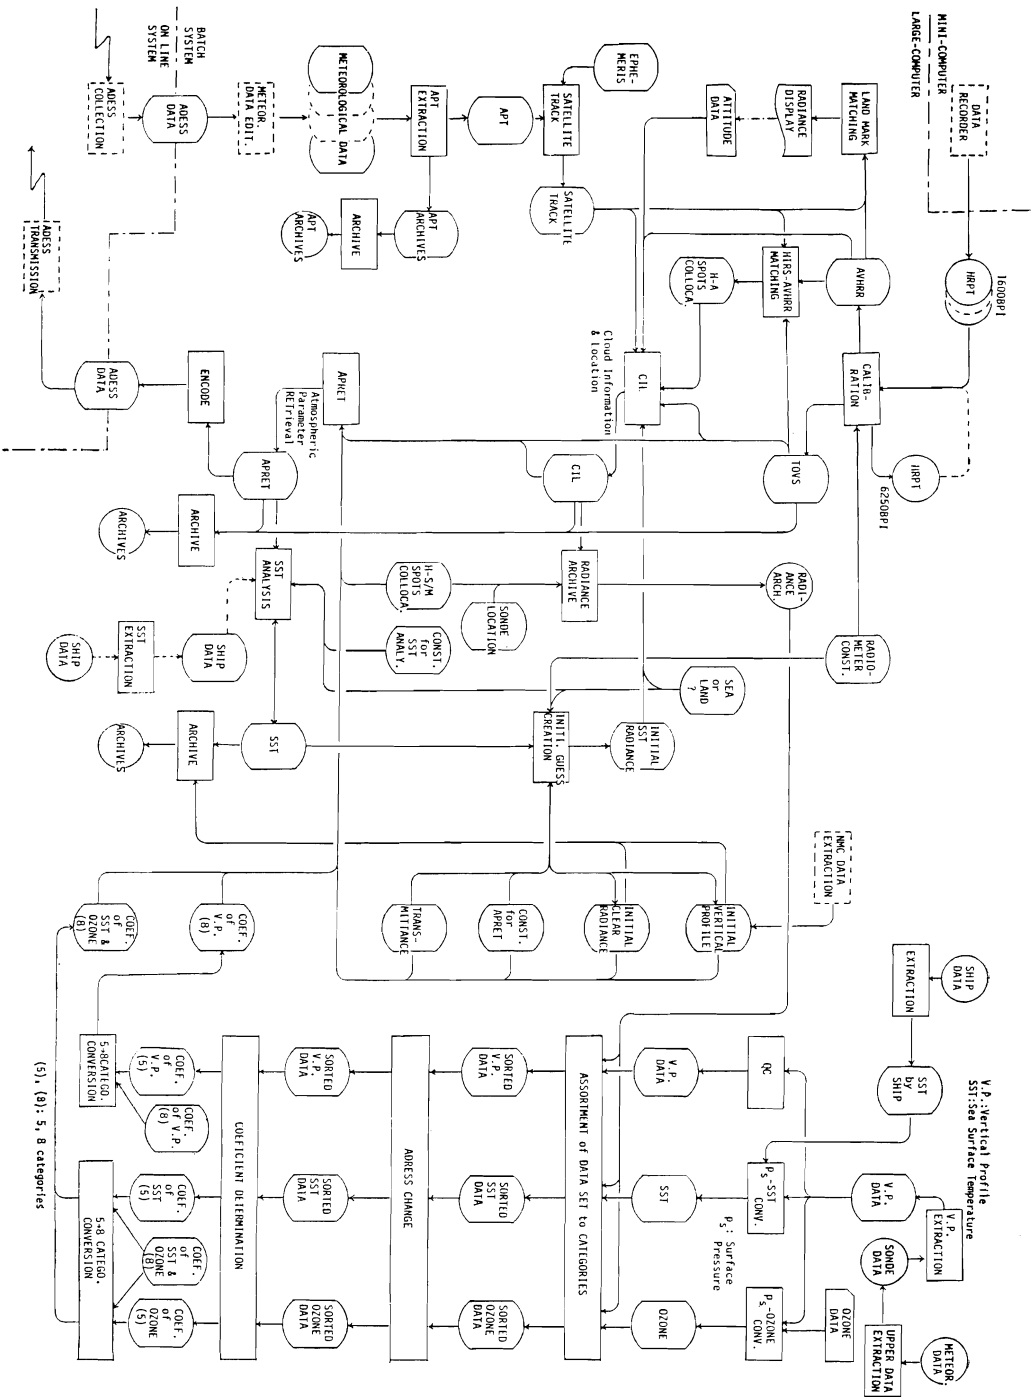 MINI-COMPUTER
LARGE-COMPUTER
DATA
RECORDER
1600BPI
HRPT
CALIB-
RATION
HRPT
6250BPI
RADIO-
METER
CONST.
LAND MARK
MATCHING
AVHRR
TOVS
RADI-
ANCE
ARCH.
RADIANCE
DISPLAY
HIRS-AVHRR
MATCHING
ATTITUDE
DATA
H-A
SPOTS
COLLOCA.
SEA
or
LAND
?
EPHE-
MERIS
CIL
INITIAL
SST
RADIANCE
Cloud Information
& Location
SATELLITE
TRACK
SATELLITE
TRACK
CIL
RADIANCE
ARCHIVE
INITI. GUESS
CREATION
APT
SONDE
LOCATION
APT
EXTRACTION
APT
ARCHIVES
H-S/M
SPOTS
COLLOCA.
CONST.
for
SST
ANALY.
METEOROLOGICAL DATA
ARCHIVE
APT
ARCHIVES
APRET
Atmospheric
Parameter
RETrieval
METEOR.
DATA EDIT.
APRET
SST
ANALYSIS
SST
BATCH
SYSTEM
ON LINE
SYSTEM
ADESS DATA
ENCODE
ARCHIVE
SHIP DATA
ARCHIVE
ADESS
COLLECTION
ADESS
DATA
ARCHIVES
SST
EXTRACTION
ARCHIVES
ADESS
TRANSMISSION
SHIP
DATA
NMC DATA
EXTRACTION
INITIAL
VERTICAL
PROFILE
INITIAL
CLEAR
RADIANCE
CONST.
for
APRET
TRANS-
MITTANCE
COEF.
of
V.P.
(8)
COEF.
of
SST &
OZONE
(8)
V.P.:Vertical Profile
SST:Sea Surface Temperature
SHIP
DATA
EXTRACTION
SST
by
SHIP
V.P.
EXTRACTION
V.P.
DATA
SONDE
DATA
METEOR.
DATA
UPPER DATA
EXTRACTION
OZONE
DATA
QC
Ps-SST
CONV.
Ps-OZONE
CONV.
Ps: Surface
Pressure
V.P.
DATA
SST
OZONE
ASSORTMENT of DATA SET to CATEGORIES
SORTED
V.P.
DATA
SORTED
SST
DATA
SORTED
OZONE
DATA
ADRESS CHANGE
SORTED
V.P.
DATA
SORTED
SST
DATA
SORTED
OZONE
DATA
COEFICIENT DETERMINATION
COEF.
of
V.P.
(5)
COEF.
of V.P.
(8)
COEF.
of
SST
(5)
COEF.
of
SST &
OZONE
(8)
COEF.
of
OZONE
(5)
5→8CATEGO.
CONVERSION
5→8 CATEGO.
CONVERSION
(5), (8): 5, 8 categories